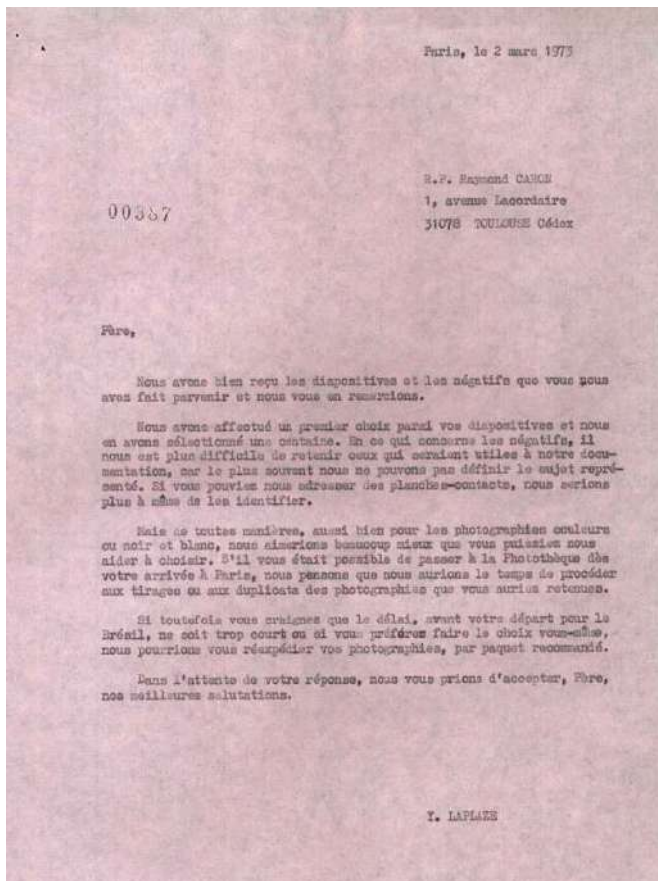 Paris, le 2 mars 1973
R.P. Raymond CARON
1, avenue Lacordaire
31078 TOULOUSE Cédex
00387
Père,
Nous avons bien reçu les diapositives et les négatifs que vous nous
avez fait parvenir et nous vous en remercions.
Nous avons affectué un premier choix parmi vos diapositives et nous
en avons sélectionné une centaine. En ce qui concerne les négatifs, il
nous est plus difficile de retenir ceux qui seraient utiles à notre docu-
mentation, car le plus souvent nous ne pouvons pas définir le sujet repré-
senté. Si vous pouviez nous adresser des planches-contacts, nous serions
plus à même de les identifier.
Mais de toutes manières, aussi bien pour les photographies couleurs
ou noir et blanc, nous aimerions beaucoup mieux que vous puissiez nous
aider à choisir. S'il vous était possible de passer à la Photothèque dès
votre arrivée à Paris, nous pensons que nous aurions le temps de procéder
aux tirages ou aux duplicata des photographies que vous auriez retenues.
Si toutefois vous craignez que le délai, avant votre départ pour le
Brésil, ne soit trop court ou si vous préférez faire le choix vous-même,
nous pourrions vous réexpédier vos photographies, par paquet recommandé.
Dans l'attente de votre réponse, nous vous prions d'accepter, Père,
nos meilleures salutations.
Y. LAPLAZE